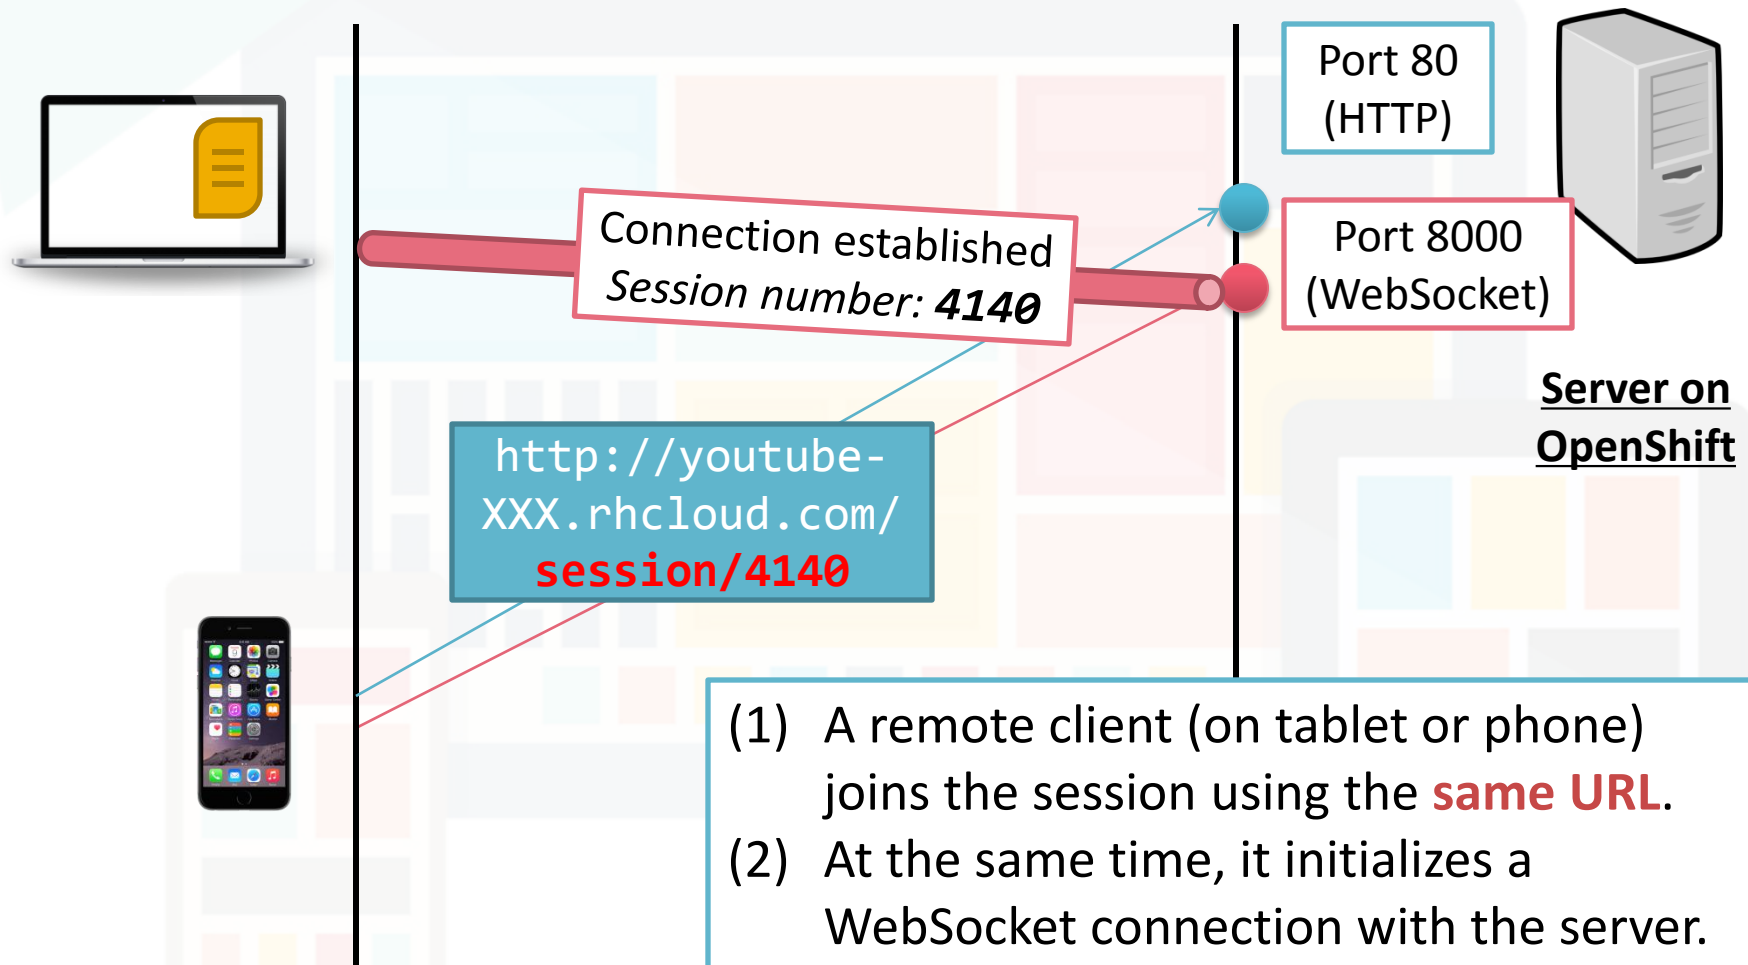 Port 80
(HTTP)
Connection established
Session number: 4140
Port 8000
(WebSocket)
Server on
OpenShift
http://youtube-
XXX.rhcloud.com/
session/4140
(1) A remote client (on tablet or phone)
joins the session using the same URL.
(2) At the same time, it initializes a
WebSocket connection with the server.